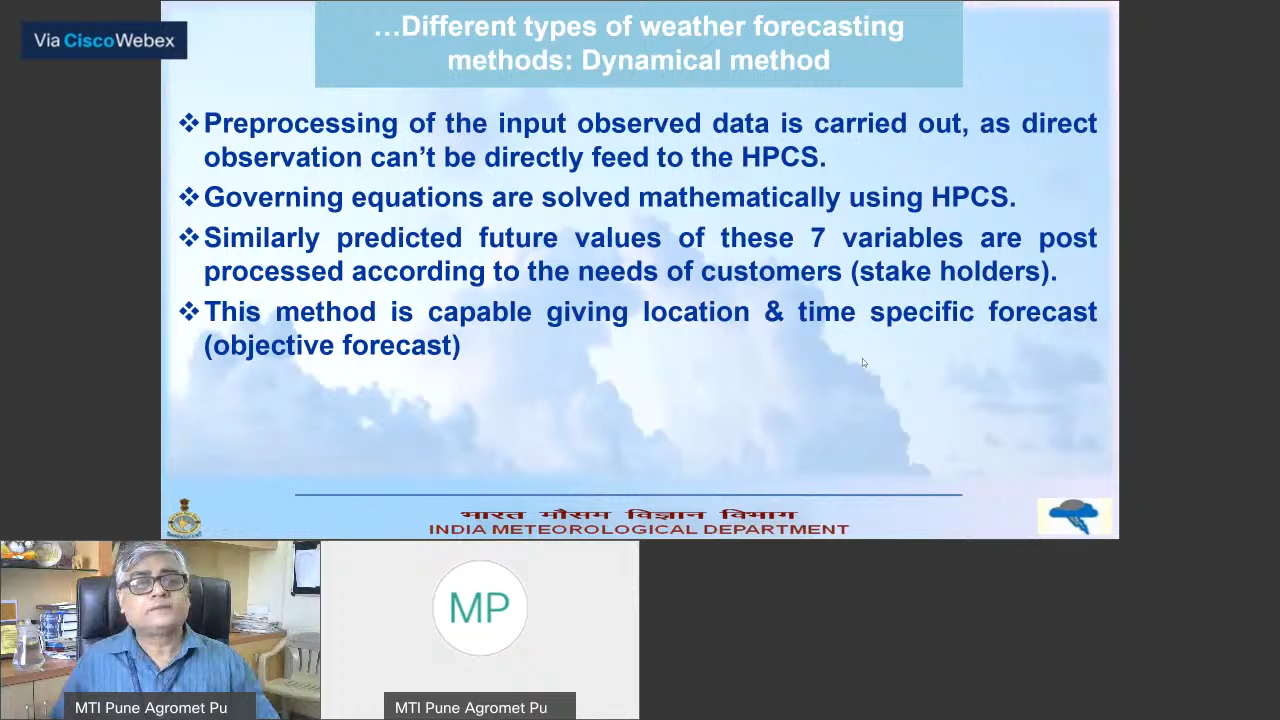 Via Cisco Webex
…Different types of weather forecasting
methods: Dynamical method
❖Preprocessing of the input observed data is carried out, as direct
observation can’t be directly feed to the HPCS.
❖Governing equations are solved mathematically using HPCS.
❖Similarly predicted future values of these 7 variables are post
processed according to the needs of customers (stake holders).
❖This method is capable giving location & time specific forecast
(objective forecast)
भारत मौसम विज्ञान विभाग
INDIA METEOROLOGICAL DEPARTMENT
MP
MTI Pune Agromet Pu
MTI Pune Agromet Pu